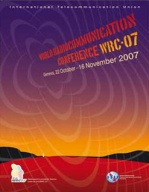 International Telecommunication Union
WORLD RADIOCOMMUNICATION
CONFERENCE WRC-07
Geneva, 22 October - 16 November 2007